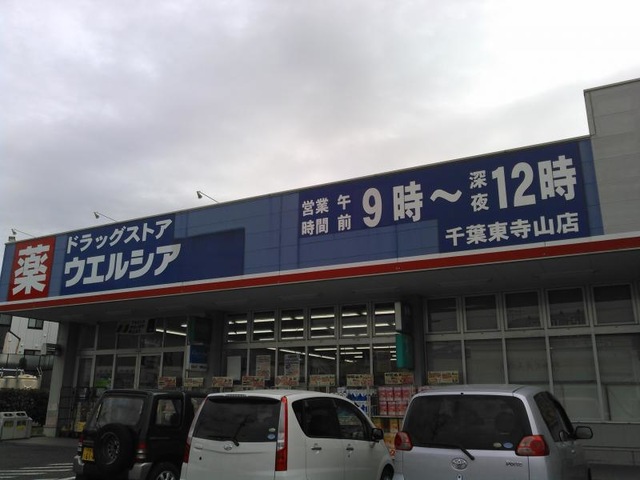 薬
ドラッグストア
ウエルシア
営業時間
午前9時～深夜12時
千葉東寺山店